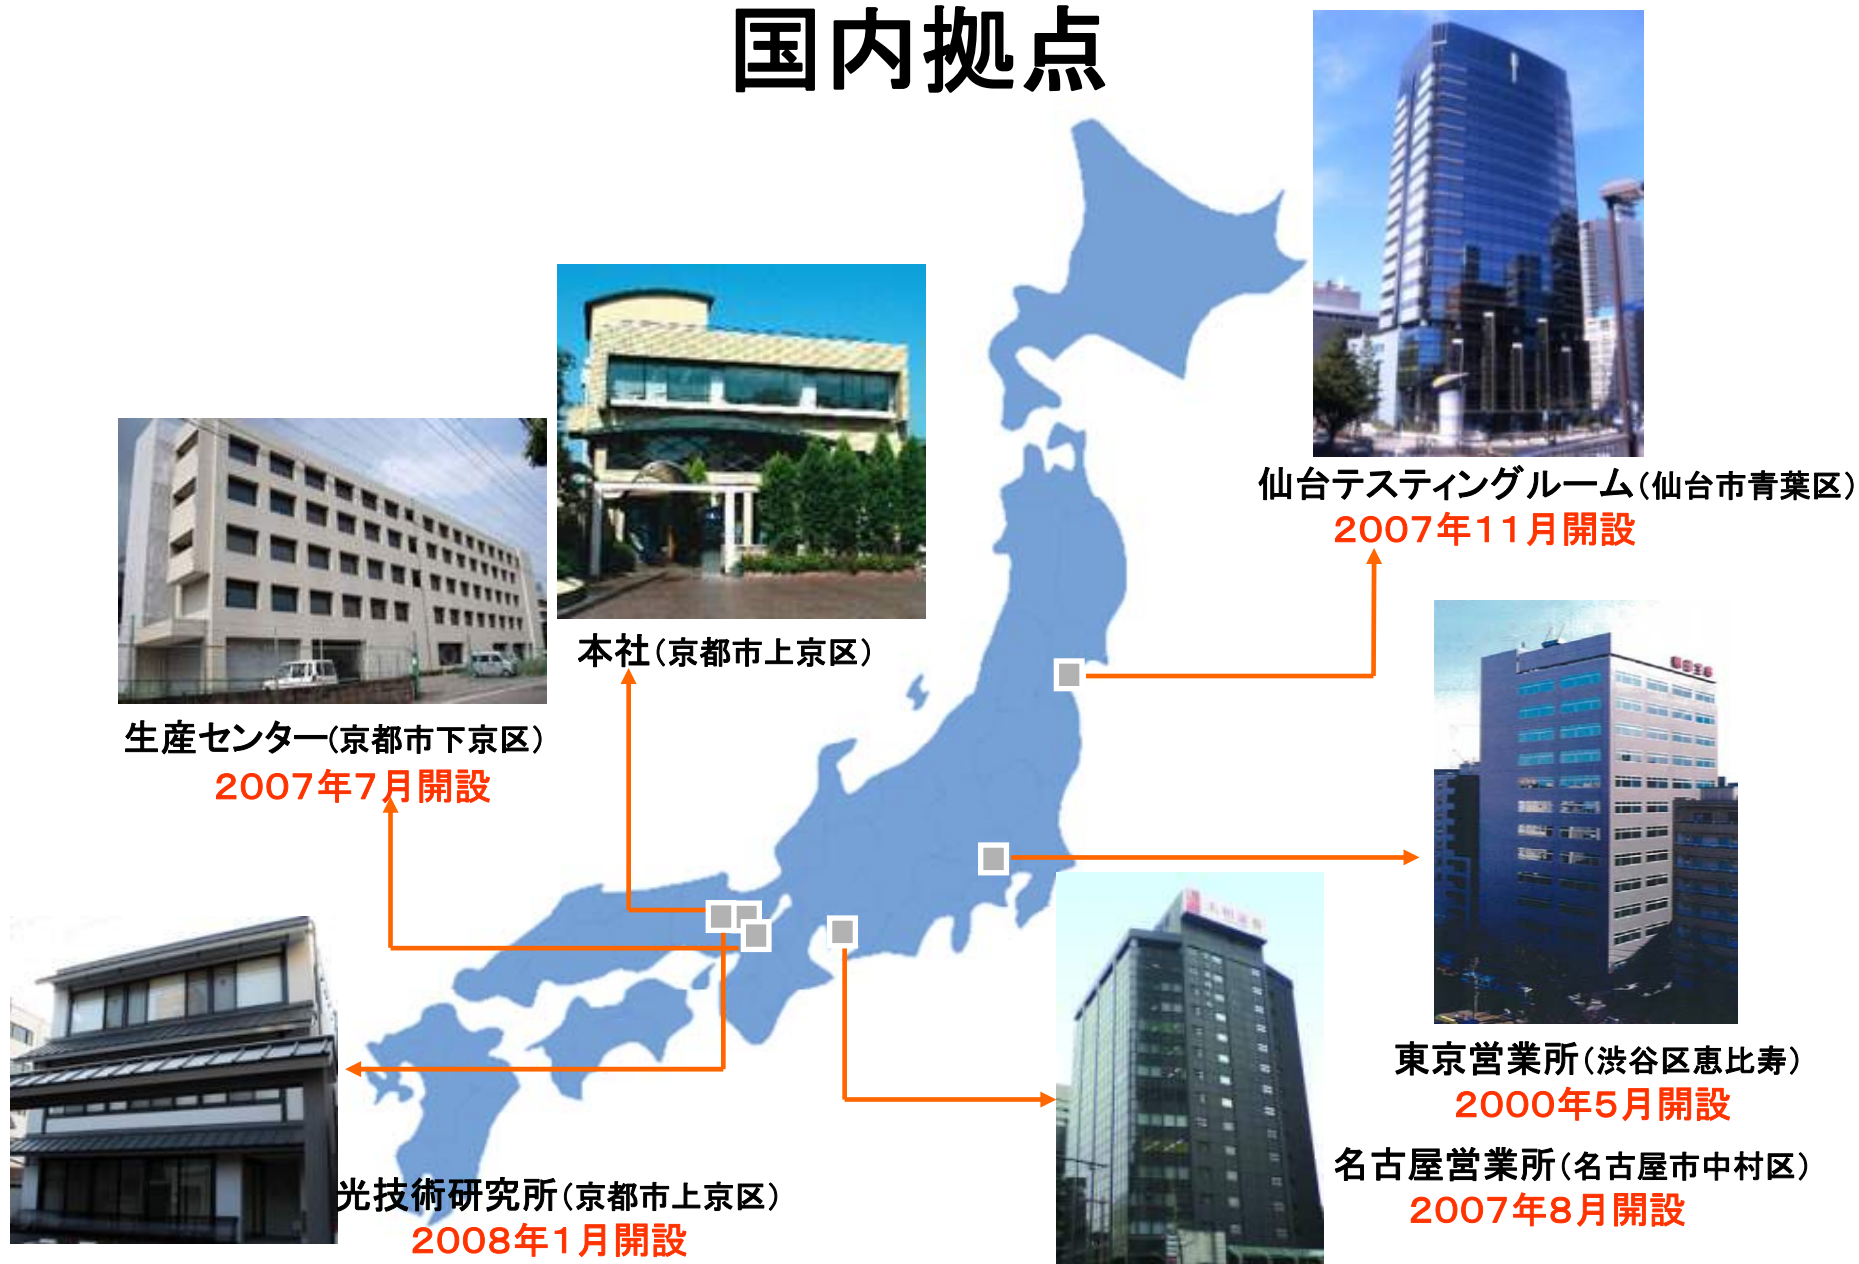 国内拠点
仙台テスティングルーム（仙台市青葉区）
2007年11月開設
本社（京都市上京区）
生産センター（京都市下京区）
2007年7月開設
東京営業所（渋谷区恵比寿）
2000年5月開設
名古屋営業所（名古屋市中村区）
2007年8月開設
光技術研究所（京都市上京区）
2008年1月開設